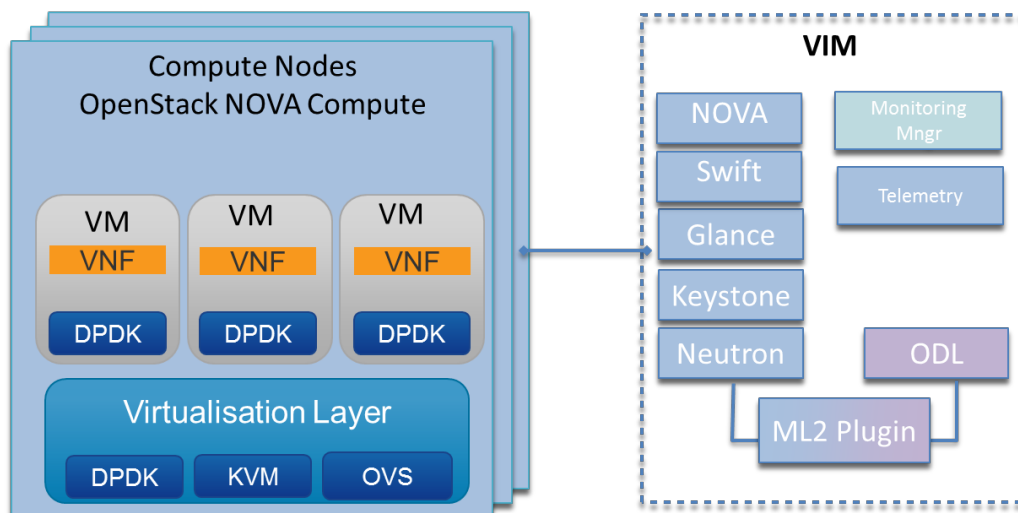 Compute Nodes
OpenStack NOVA Compute
VM
VNF
DPDK
VM
VNF
DPDK
VM
VNF
DPDK
Virtualisation Layer
DPDK
KVM
OVS
VIM
NOVA
Swift
Glance
Keystone
Neutron
Monitoring
Mngr
Telemetry
ODL
ML2 Plugin